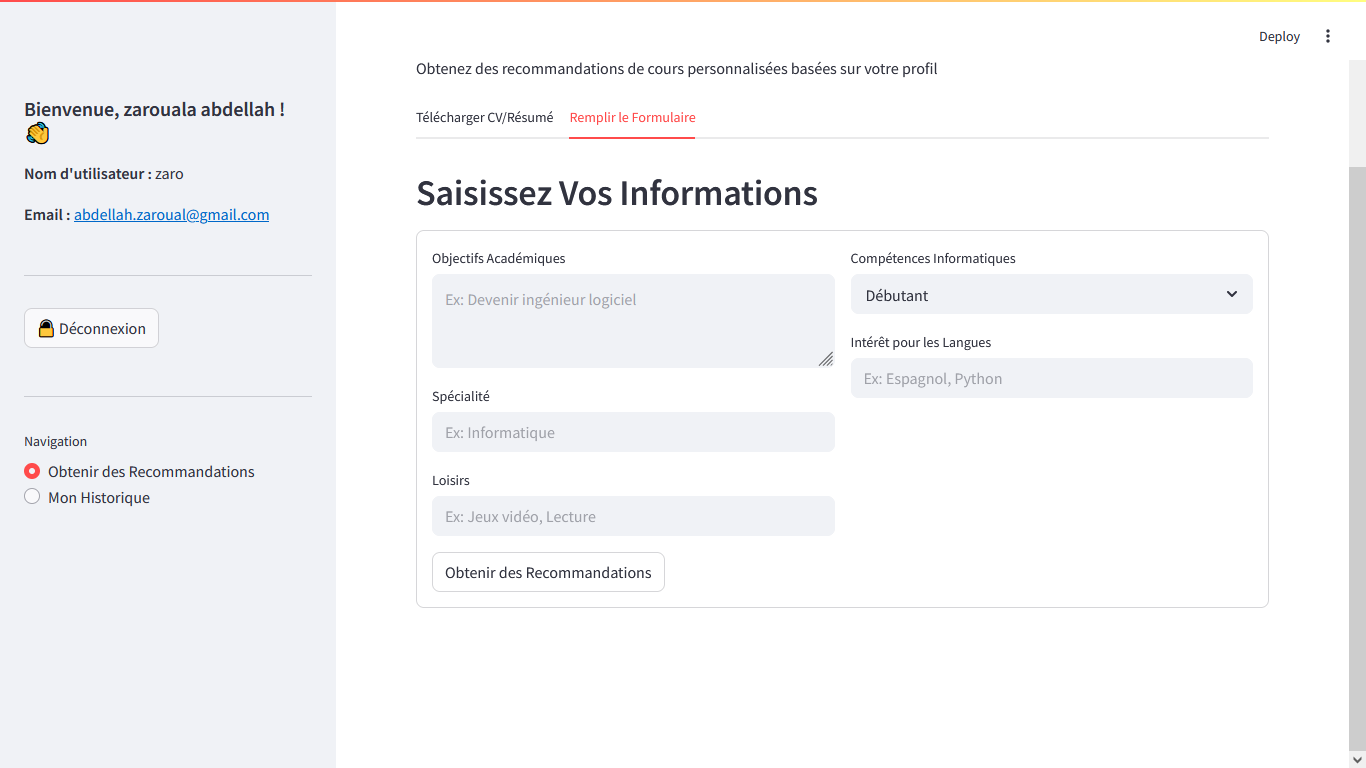 Deploy
Bienvenue, zarouala abdellah !
Nom d'utilisateur : zaro
Email : abdellah.zaroual@gmail.com
Déconnexion
Navigation
Obtenir des Recommandations
Mon Historique
Obtenez des recommandations de cours personnalisées basées sur votre profil
Télécharger CV/Résumé
Remplir le Formulaire
Saisissez Vos Informations
Objectifs Académiques
Ex: Devenir ingénieur logiciel
Spécialité
Ex: Informatique
Loisirs
Ex: Jeux vidéo, Lecture
Compétences Informatiques
Débutant
Intérêt pour les Langues
Ex: Espagnol, Python
Obtenir des Recommandations